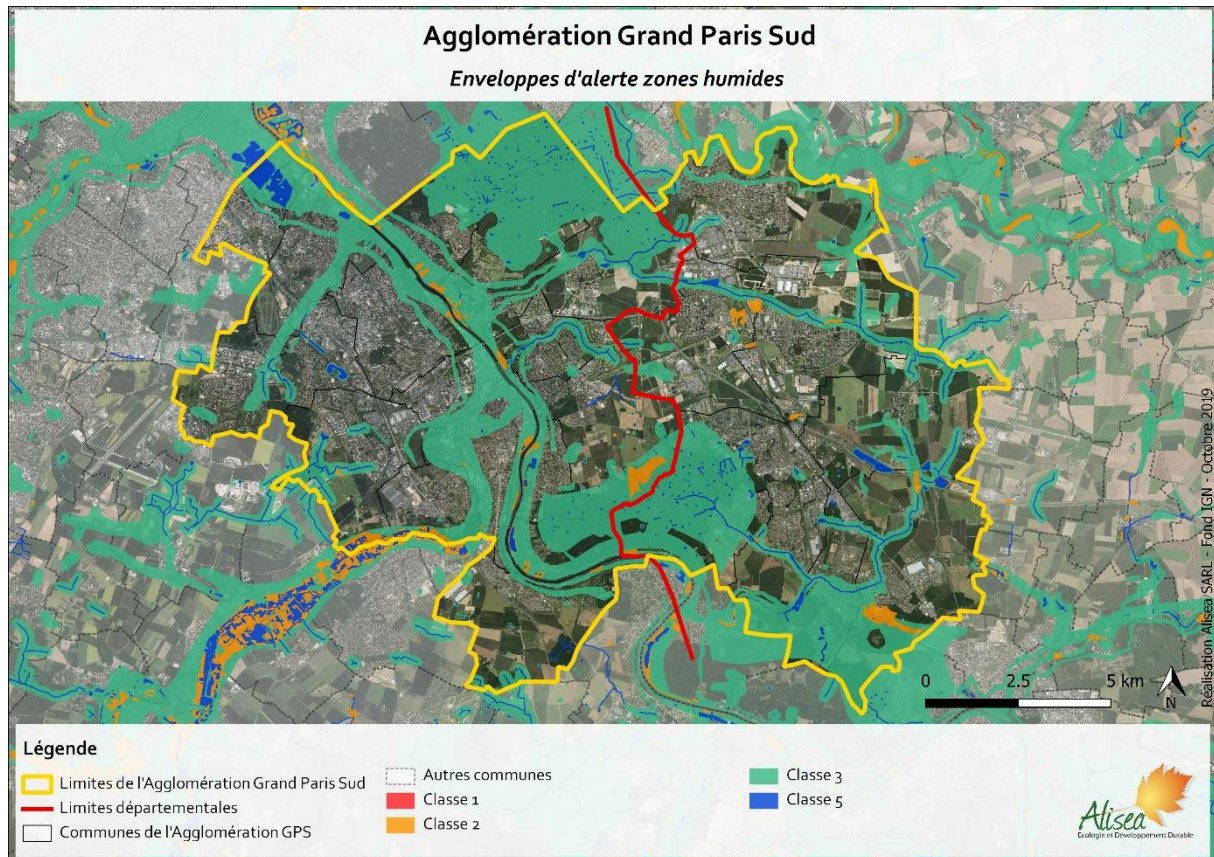 Agglomération Grand Paris Sud
Enveloppes d'alerte zones humides
0 2.5 5 km
N
Réalisation Alisea SARL - Fond IGN - Octobre 2019
Légende
Limites de l'Agglomération Grand Paris Sud
Limites départementales
Communes de l'Agglomération GPS
Autres communes
Classe 1
Classe 2
Classe 3
Classe 5
Alisea
Ecologie et Développement Durable